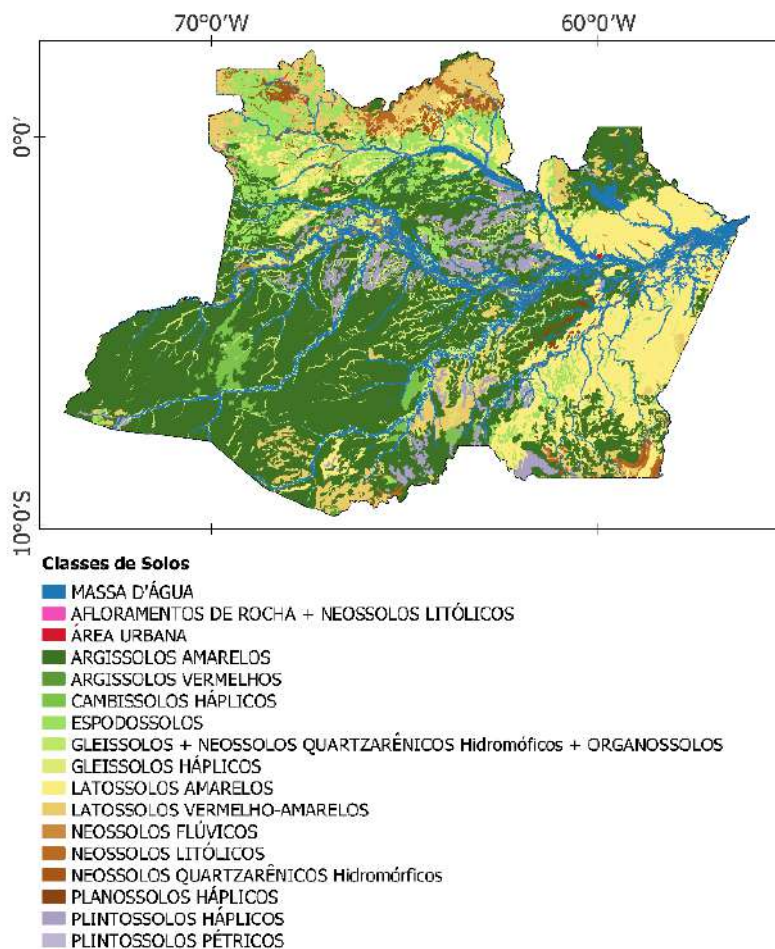 70°0'W 60°0'W
0°0'
10°0'S
Classes de Solos
MASSA D'ÁGUA
AFLORAMENTOS DE ROCHA + NEOSSOLOS LITÓLICOS
ÁREA URBANA
ARGISSOLOS AMARELOS
ARGISSOLOS VERMELHOS
CAMBISSOLOS HÁPLICOS
ESPODOSSOLOS
GLEISSOLOS + NEOSSOLOS QUARTZARÊNICOS Hidromóficos + ORGANOSSOLOS
GLEISSOLOS HÁPLICOS
LATOSSOLOS AMARELOS
LATOSSOLOS VERMELHO-AMARELOS
NEOSSOLOS FLÚVICOS
NEOSSOLOS LITÓLICOS
NEOSSOLOS QUARTZARÊNICOS Hidromórficos
PLANOSSOLOS HÁPLICOS
PLINTOSSOLOS HÁPLICOS
PLINTOSSOLOS PÉTRICOS